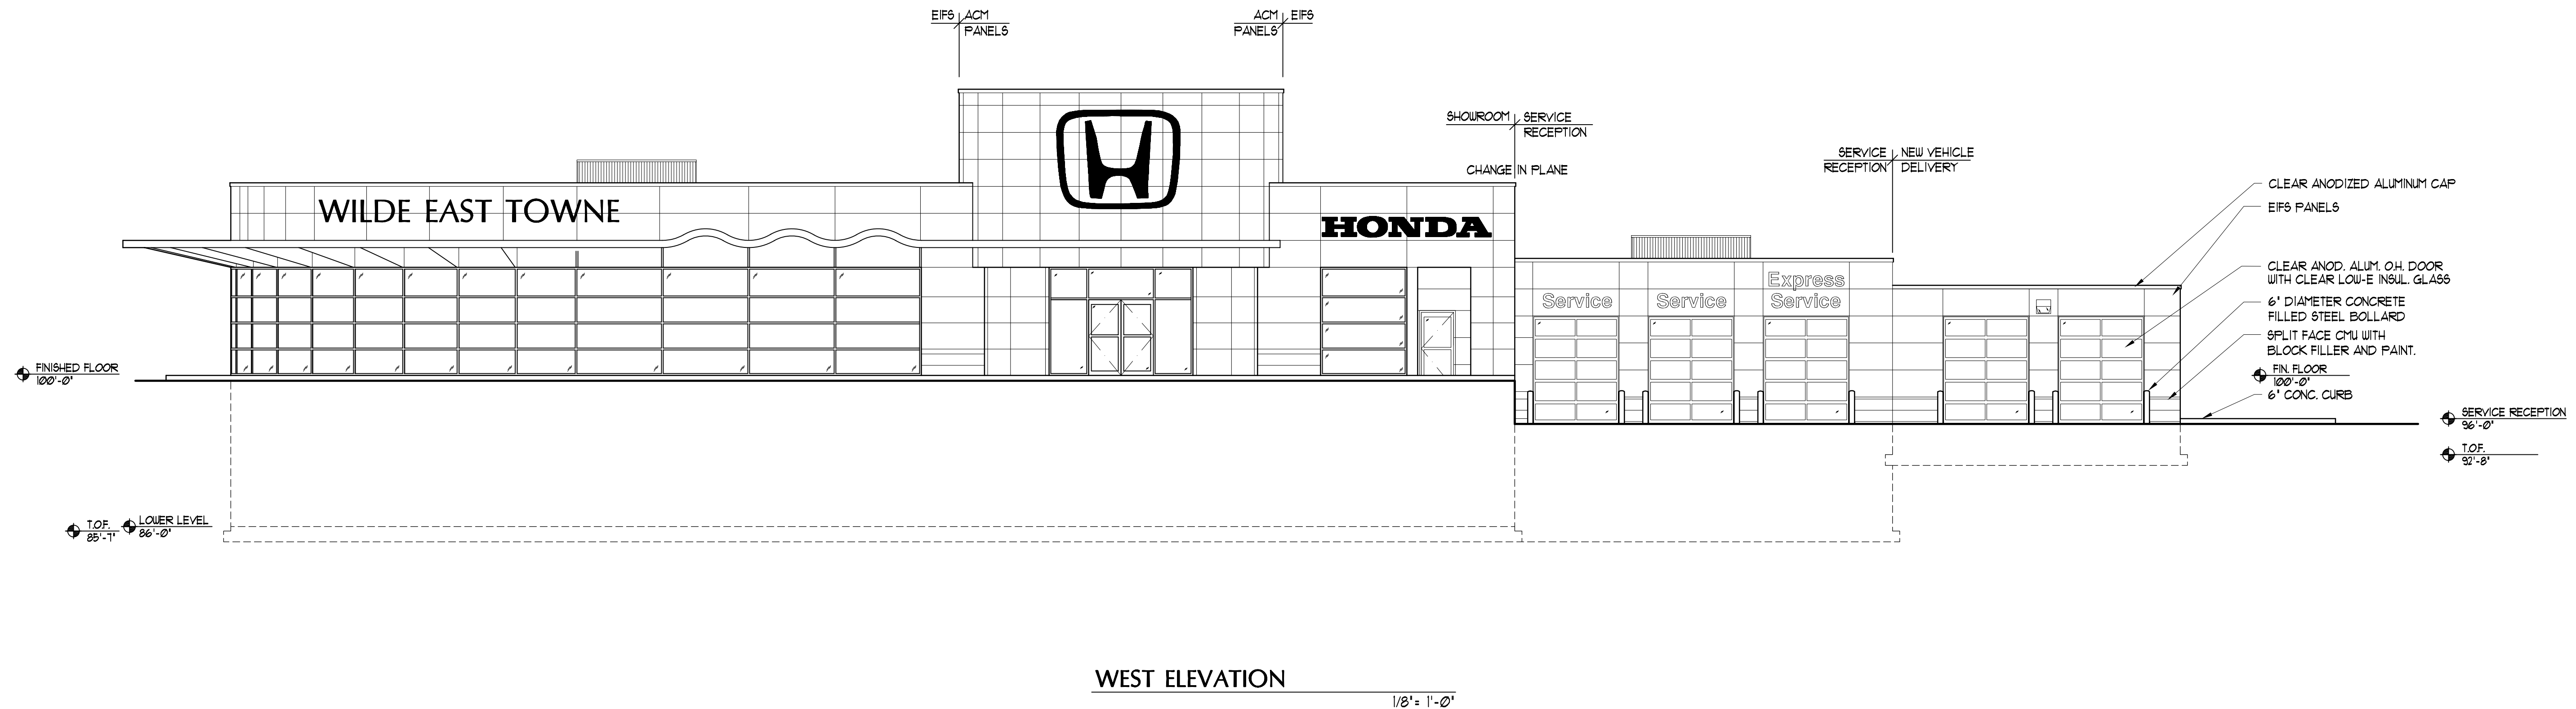 EIFS ACM
PANELS
ACM EIFS
PANELS
SHOWROOM SERVICE
RECEPTION
CHANGE IN PLANE
SERVICE NEW VEHICLE
RECEPTION DELIVERY
CLEAR ANODIZED ALUMINUM CAP
EIFS PANELS
WILDE EAST TOWNE
HONDA
CLEAR ANOD. ALUM. O.H. DOOR
WITH CLEAR LOW-E INSUL. GLASS
Express
Service Service Service
6" DIAMETER CONCRETE
FILLED STEEL BOLLARD
SPLIT FACE CMU WITH
BLOCK FILLER AND PAINT.
FINISHED FLOOR
100'-0"
FIN. FLOOR
100'-0"
6" CONC. CURB
SERVICE RECEPTION
96'-0"
T.O.F.
92'-8"
T.O.F.
85'-7"
LOWER LEVEL
86'-0"
WEST ELEVATION
1/8" = 1'-0"